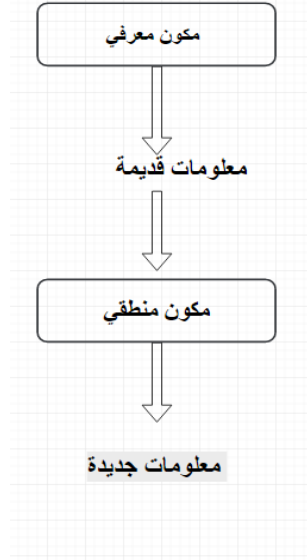 مكون معرفي
معلومات قديمة
مكون منطقي
معلومات جديدة